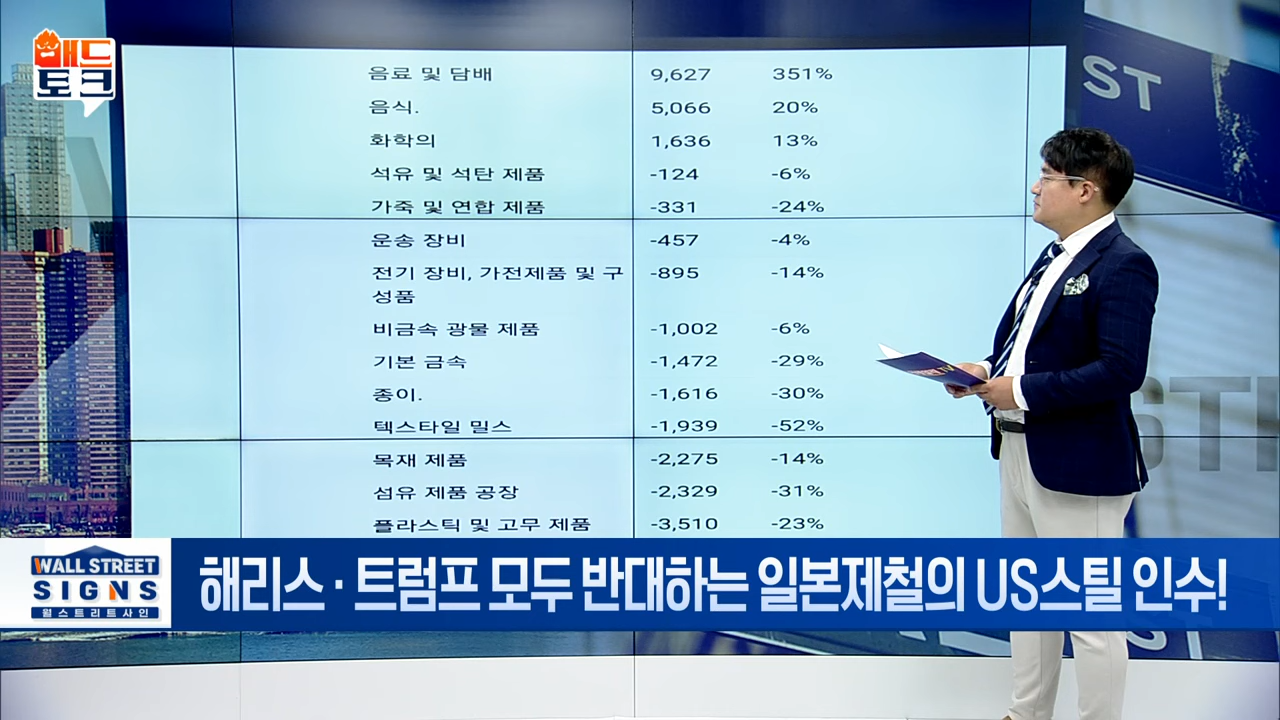 매드
토크
ST
음료 및 담배 9,627 351%
음식. 5,066 20%
화학의 1,636 13%
석유 및 석탄 제품 -124 -6%
가죽 및 연합 제품 -331 -24%
운송 장비 -457 -4%
전기 장비, 가전제품 및 구 -895 -14%
성품
비금속 광물 제품 -1,002 -6%
기본 금속 -1,472 -29%
종이. -1,616 -30%
텍스타일 밀스 -1,939 -52%
목재 제품 -2,275 -14%
섬유 제품 공장 -2,329 -31%
플라스틱 및 고무 제품 -3,510 -23%
WALL STREET
SIGNS
월스트리트사인
해리스·트럼프 모두 반대하는 일본제철의 US스틸 인수!